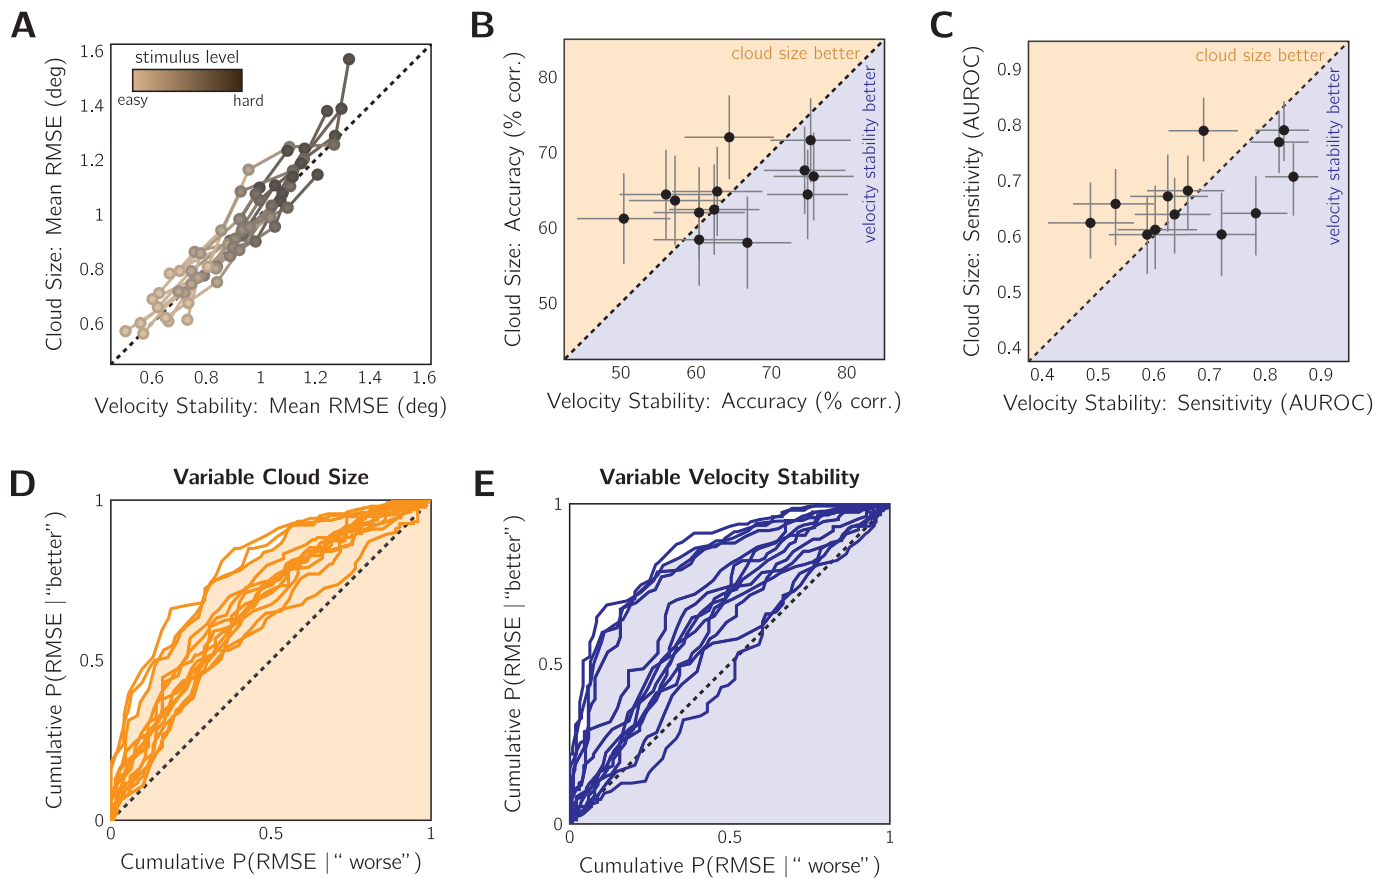 A
stimulus level
easy
hard
Cloud Size: Mean RMSE (deg)
1.6
1.4
1.2
1
0.8
0.6
0.6
0.8
1
1.2
1.4
1.6
Velocity Stability: Mean RMSE (deg)
B
cloud size better
velocity stability better
Cloud Size: Accuracy (% corr.)
80
70
60
50
50
60
70
80
Velocity Stability: Accuracy (% corr.)
C
cloud size better
velocity stability better
Cloud Size: Sensitivity (AUROC)
0.9
0.8
0.7
0.6
0.5
0.4
0.4
0.5
0.6
0.7
0.8
0.9
Velocity Stability: Sensitivity (AUROC)
D
Variable Cloud Size
Cumulative P(RMSE |“better”)
1
0.5
0
0
0.5
1
Cumulative P(RMSE |“ worse”)
E
Variable Velocity Stability
Cumulative P(RMSE |“better”)
1
0.5
0
0
0.5
1
Cumulative P(RMSE |“ worse”)